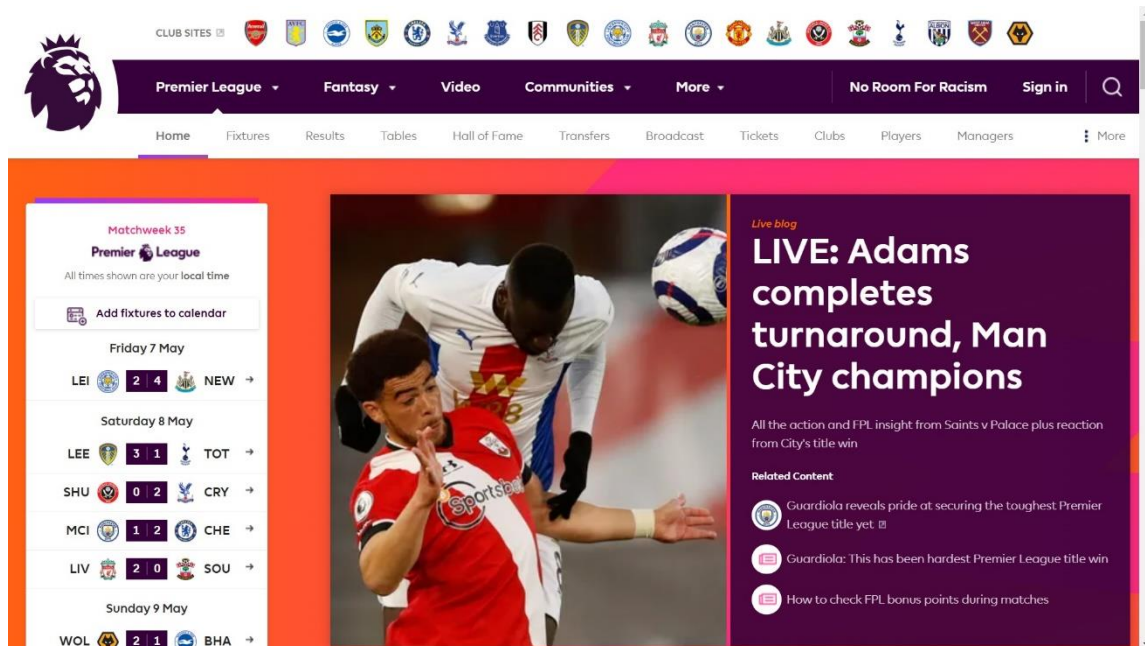 CLUB SITES
Premier League Fantasy Video Communities More No Room For Racism Sign in
Home Fixtures Results Tables Hall of Fame Transfers Broadcast Tickets Clubs Players Managers More
Matchweek 35
Premier League
All times shown are your local time
Add fixtures to calendar
Friday 7 May
LEI 2 4 NEW
Saturday 8 May
LEE 3 1 TOT
SHU 0 2 CRY
MCI 1 2 CHE
LIV 2 0 SOU
Sunday 9 May
WOL 2 1 BHA
Sportsbet
Live blog
LIVE: Adams
completes
turnaround, Man
City champions
All the action and FPL insight from Saints v Palace plus reaction
from City's title win
Related Content
Guardiola reveals pride at securing the toughest Premier
League title yet
Guardiola: This has been hardest Premier League title win
How to check FPL bonus points during matches